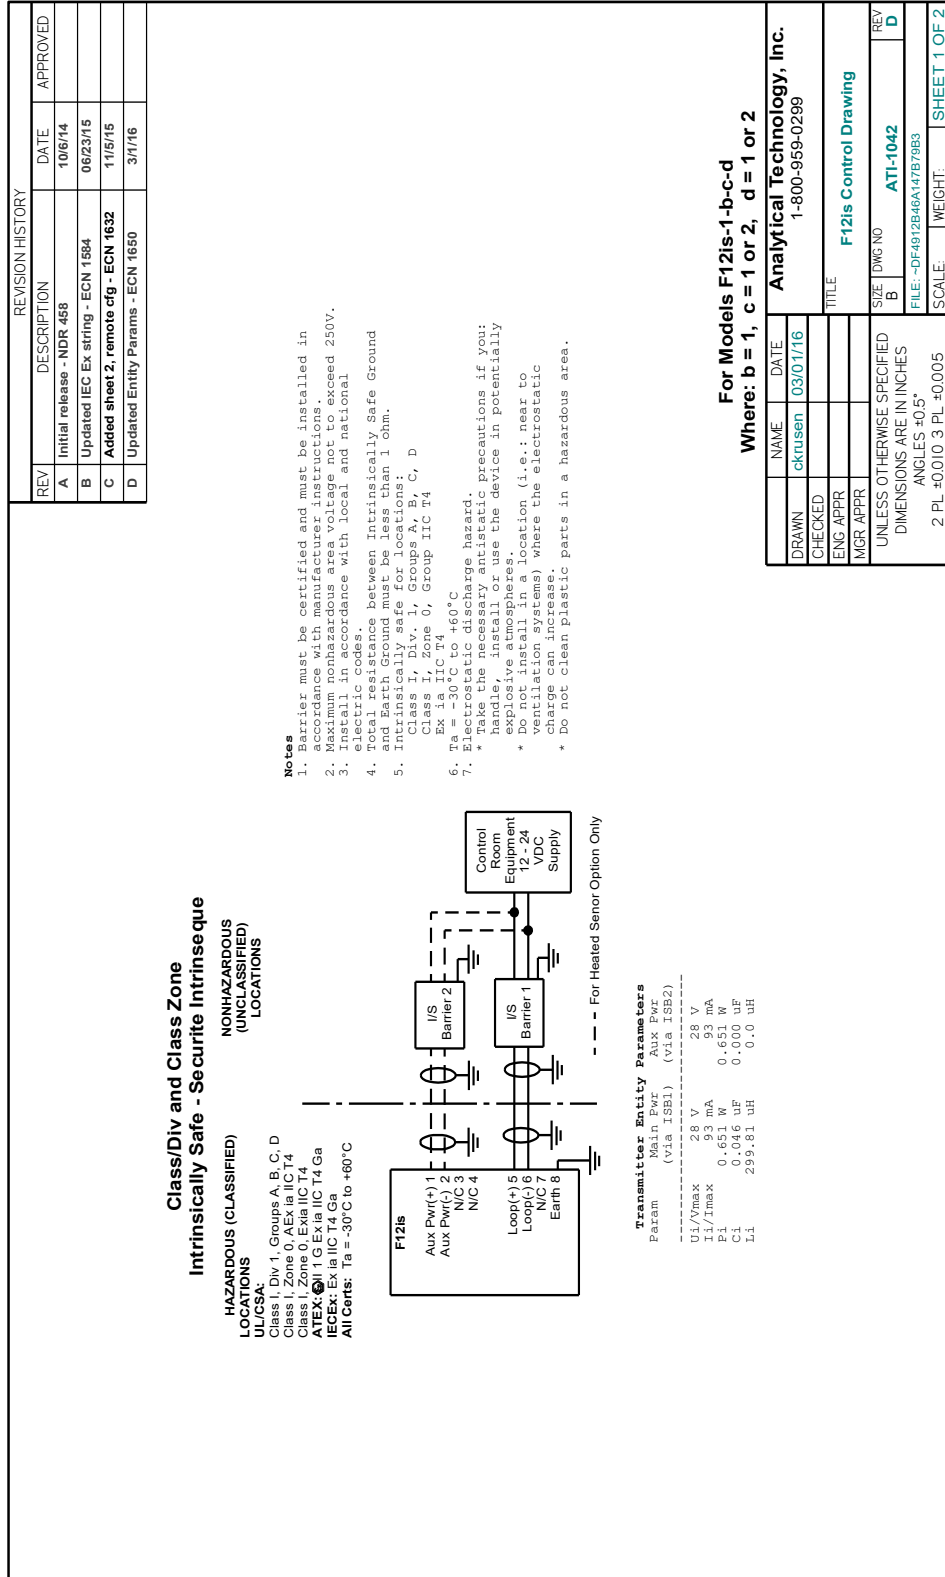 REVISION HISTORY
REV DESCRIPTION DATE APPROVED
A Initial release - NDR 458 10/6/14
B Updated IEC Ex string - ECN 1584 06/23/15
C Added sheet 2, remote cfg - ECN 1632 11/5/15
D Updated Entity Params - ECN 1650 3/1/16
Class/Div and Class Zone
Intrinsically Safe - Securite Intrinseque
HAZARDOUS (CLASSIFIED)
LOCATIONS
UL/CSA:
Class I, Div 1, Groups A, B, C, D
Class I, Zone 0, AEx ia IIC T4
Class I, Zone 0, Exia IIC T4
ATEX: II 1 G Ex ia IIC T4 Ga
IECEx: Ex ia IIC T4 Ga
All Certs: Ta = -30°C to +60°C
NONHAZARDOUS
(UNCLASSIFIED)
LOCATIONS
F12is
Aux Pwr(+) 1
Aux Pwr(-) 2
N/C 3
N/C 4
Loop(+) 5
Loop(-) 6
N/C 7
Earth 8
I/S
Barrier 2
I/S
Barrier 1
Control
Room
Equipment
12 - 24
VDC
Supply
For Heated Senor Option Only
Transmitter Entity Parameters
Param Main Pwr Aux Pwr
(via ISB1) (via ISB2)
Ui/Vmax 28 V 28 V
Ii/Imax 93 mA 93 mA
Pi 0.651 W 0.651 W
Ci 0.046 uF 0.000 uF
Li 299.81 uH 0.0 uH
Notes
1. Barrier must be certified and must be installed in
accordance with manufacturer instructions.
2. Maximum nonhazardous area voltage not to exceed 250V.
3. Install in accordance with local and national
electric codes.
4. Total resistance between Intrinsically Safe Ground
and Earth Ground must be less than 1 ohm.
5. Intrinsically safe for locations:
Class I, Div. 1, Groups A, B, C, D
Class I, Zone 0, Group IIC T4
Ex ia IIC T4
6. Ta = -30°C to +60°C
7. Electrostatic discharge hazard.
* Take the necessary antistatic precautions if you:
handle, install or use the device in potentially
explosive atmospheres.
* Do not install in a location (i.e.: near to
ventilation systems) where the electrostatic
charge can increase.
* Do not clean plastic parts in a hazardous area.
For Models F12is-1-b-c-d
Where: b = 1, c = 1 or 2, d = 1 or 2
NAME DATE
DRAWN ckrusen 03/01/16
CHECKED
ENG APPR
MGR APPR
UNLESS OTHERWISE SPECIFIED
DIMENSIONS ARE IN INCHES
ANGLES ±0.5°
2 PL ±0.010 3 PL ±0.005
Analytical Technology, Inc.
1-800-959-0299
TITLE
F12is Control Drawing
SIZE DWG NO REV
B ATI-1042 D
FILE: ~DF4912B46A147B79B3
SCALE: WEIGHT: SHEET 1 OF 2